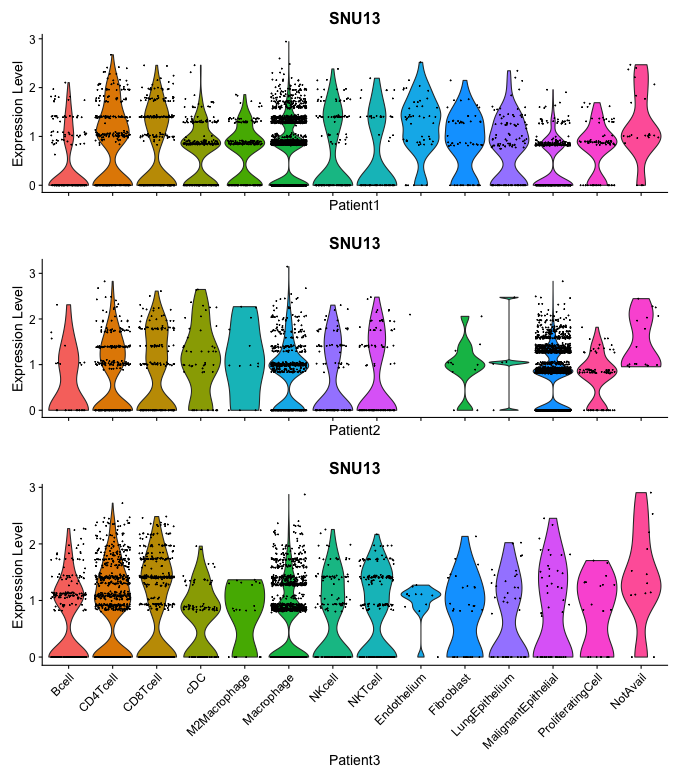 SNU13
Expression Level
3
2
1
0
Patient1
SNU13
Expression Level
3
2
1
0
Patient2
SNU13
Expression Level
3
2
1
0
Bcell
CD4Tcell
CD8Tcell
cDC
M2Macrophage
Macrophage
NKcell
NKTcell
Endothelium
Fibroblast
LungEpithelium
MalignantEpithelial
ProliferatingCell
NotAvail
Patient3